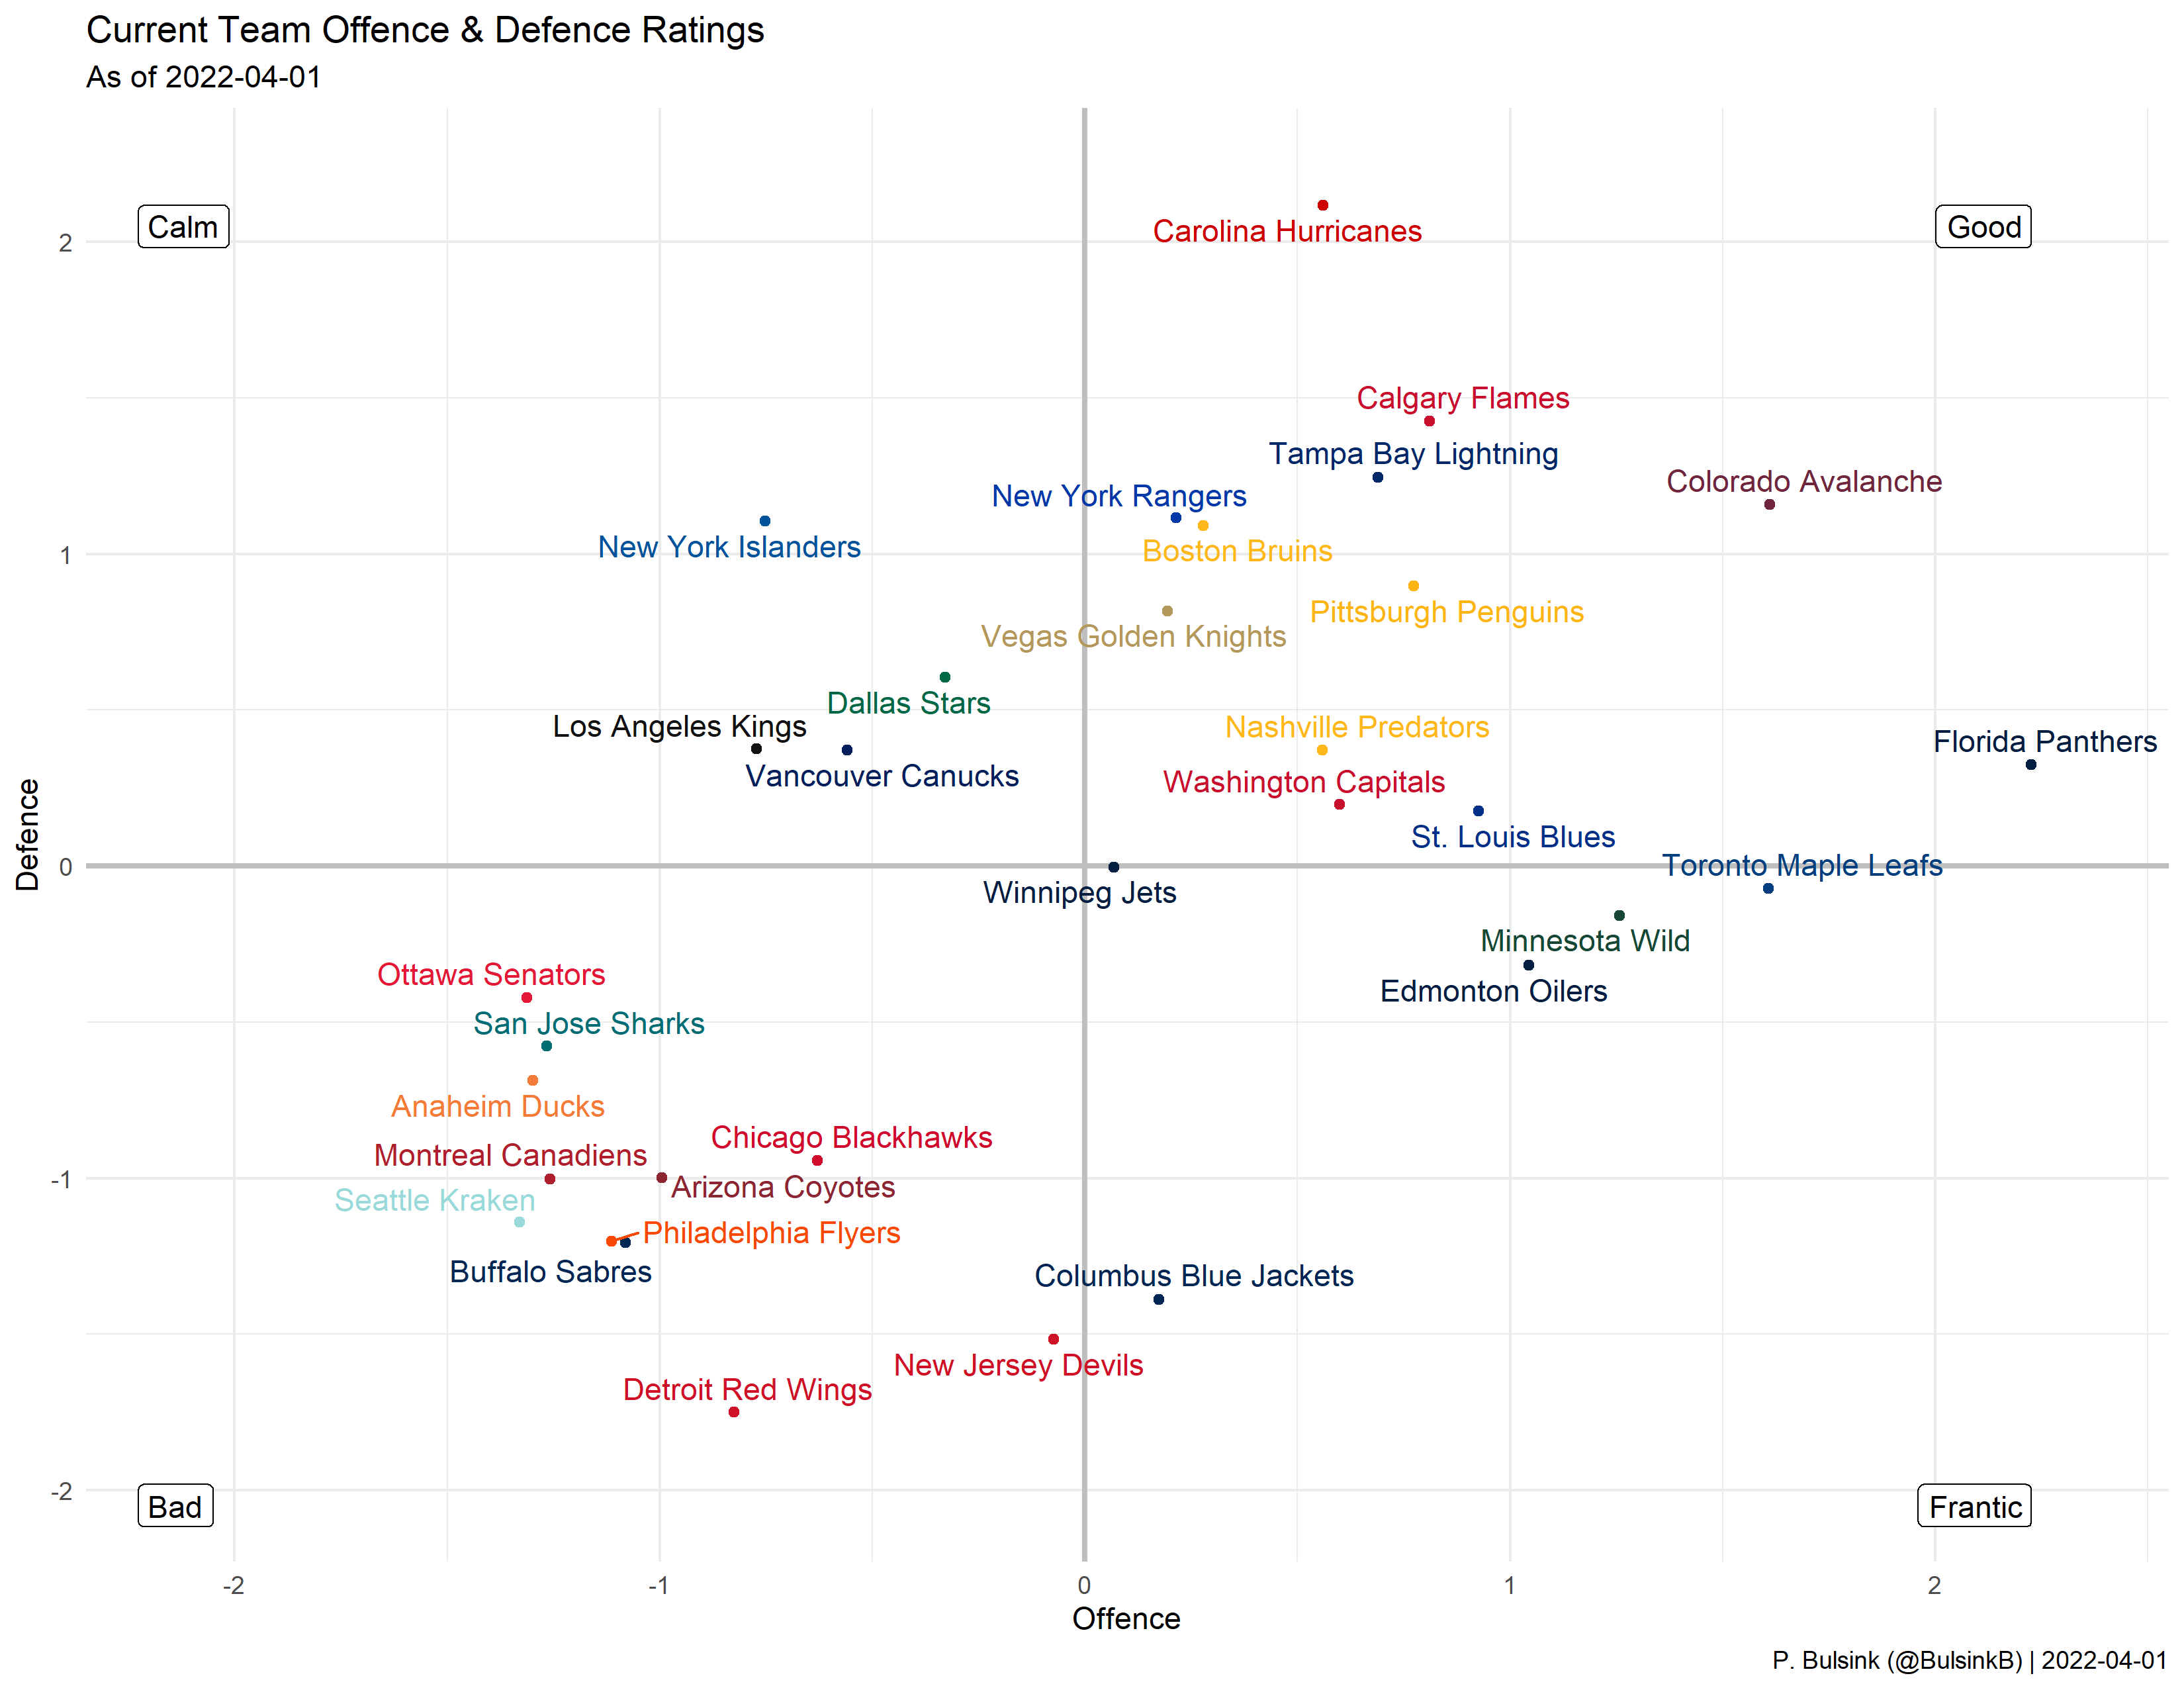 Current Team Offence & Defence Ratings
As of 2022-04-01
Calm
Good
Carolina Hurricanes
2
Calgary Flames
Tampa Bay Lightning
Colorado Avalanche
New York Rangers
New York Islanders
Boston Bruins
1
Pittsburgh Penguins
Vegas Golden Knights
Dallas Stars
Los Angeles Kings
Nashville Predators
Florida Panthers
Vancouver Canucks
Washington Capitals
St. Louis Blues
Defence
0
Toronto Maple Leafs
Winnipeg Jets
Minnesota Wild
Ottawa Senators
Edmonton Oilers
San Jose Sharks
Anaheim Ducks
Chicago Blackhawks
Montreal Canadiens
-1
Arizona Coyotes
Seattle Kraken
Philadelphia Flyers
Buffalo Sabres
Columbus Blue Jackets
New Jersey Devils
Detroit Red Wings
-2
Bad
Frantic
-2
-1
0
1
2
Offence
P. Bulsink (@BulsinkB) | 2022-04-01